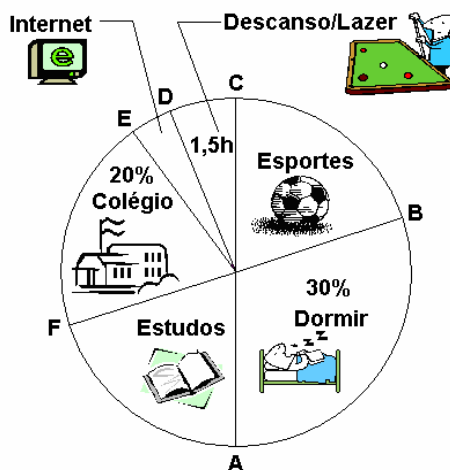 Internet
Descanso/Lazer
C
D
E
1,5h
Esportes
20%
Colégio
B
30%
Dormir
z z z
F
Estudos
A
e